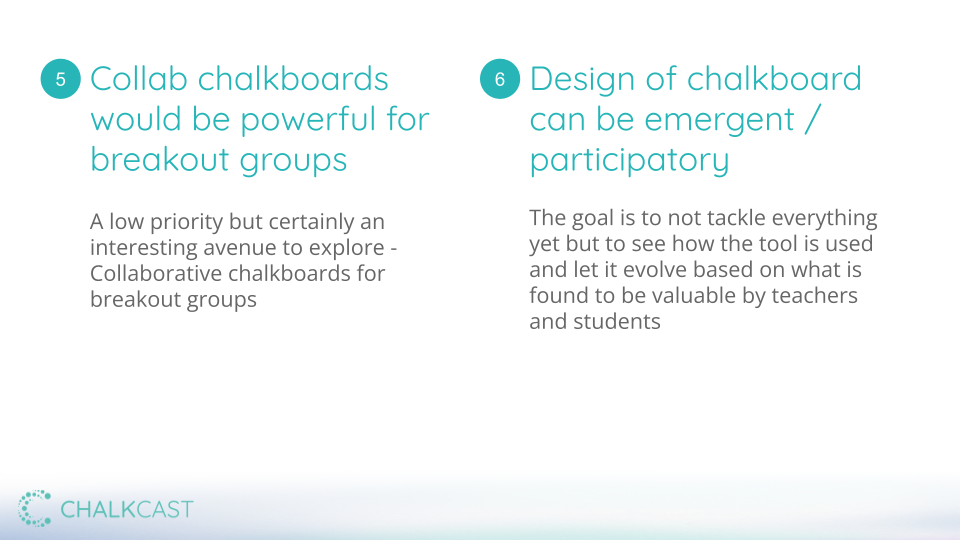 5
Collab chalkboards
would be powerful for
breakout groups
A low priority but certainly an
interesting avenue to explore -
Collaborative chalkboards for
breakout groups
6
Design of chalkboard
can be emergent /
participatory
The goal is to not tackle everything
yet but to see how the tool is used
and let it evolve based on what is
found to be valuable by teachers
and students
CHALKCAST